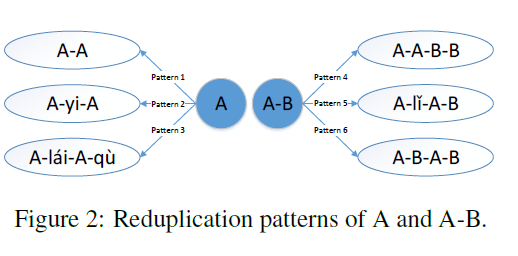 A-A
A-yi-A
A-lái-A-qù
Pattern 1
Pattern 2
Pattern 3
A
A-B
Pattern 4
Pattern 5
Pattern 6
A-A-B-B
A-lǐ-A-B
A-B-A-B
Figure 2: Reduplication patterns of A and A-B.